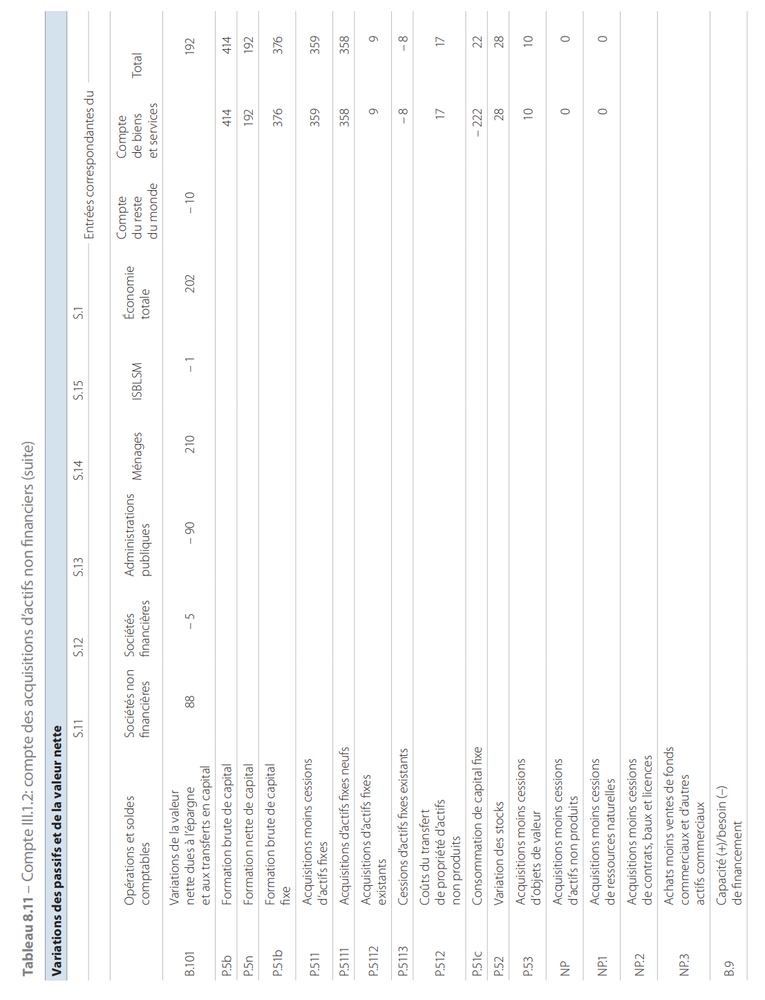 Tableau 8.11 – Compte III.1.2: compte des acquisitions d’actifs non financiers (suite)
Variations des passifs et de la valeur nette
S.11 S.12 S.13 S.14 S.15 S.1
Entrées correspondantes du
Opérations et soldes comptables Sociétés non financières Sociétés financières Administrations publiques Ménages ISBLSM Économie totale Compte du reste du monde Compte de biens et services Total
B.101 Variations de la valeur nette dues à l’épargne et aux transferts en capital 88 – 5 – 90 210 – 1 202 – 10 192
P.5b Formation brute de capital 414 414
P.5n Formation nette de capital 192 192
P.51b Formation brute de capital fixe 376 376
P.511 Acquisitions moins cessions d’actifs fixes 359 359
P.5111 Acquisitions d’actifs fixes neufs 358 358
P.5112 Acquisitions d’actifs fixes existants 9 9
P.5113 Cessions d’actifs fixes existants – 8 – 8
P.512 Coûts du transfert de propriété d’actifs non produits 17 17
P.51c Consommation de capital fixe – 222 22
P.52 Variation des stocks 28 28
P.53 Acquisitions moins cessions d’objets de valeur 10 10
NP Acquisitions moins cessions d’actifs non produits 0 0
NP.1 Acquisitions moins cessions de ressources naturelles 0 0
NP.2 Acquisitions moins cessions de contrats, baux et licences
NP.3 Achats moins ventes de fonds commerciaux et d’autres actifs commerciaux
B.9 Capacité (+)/besoin (–) de financement